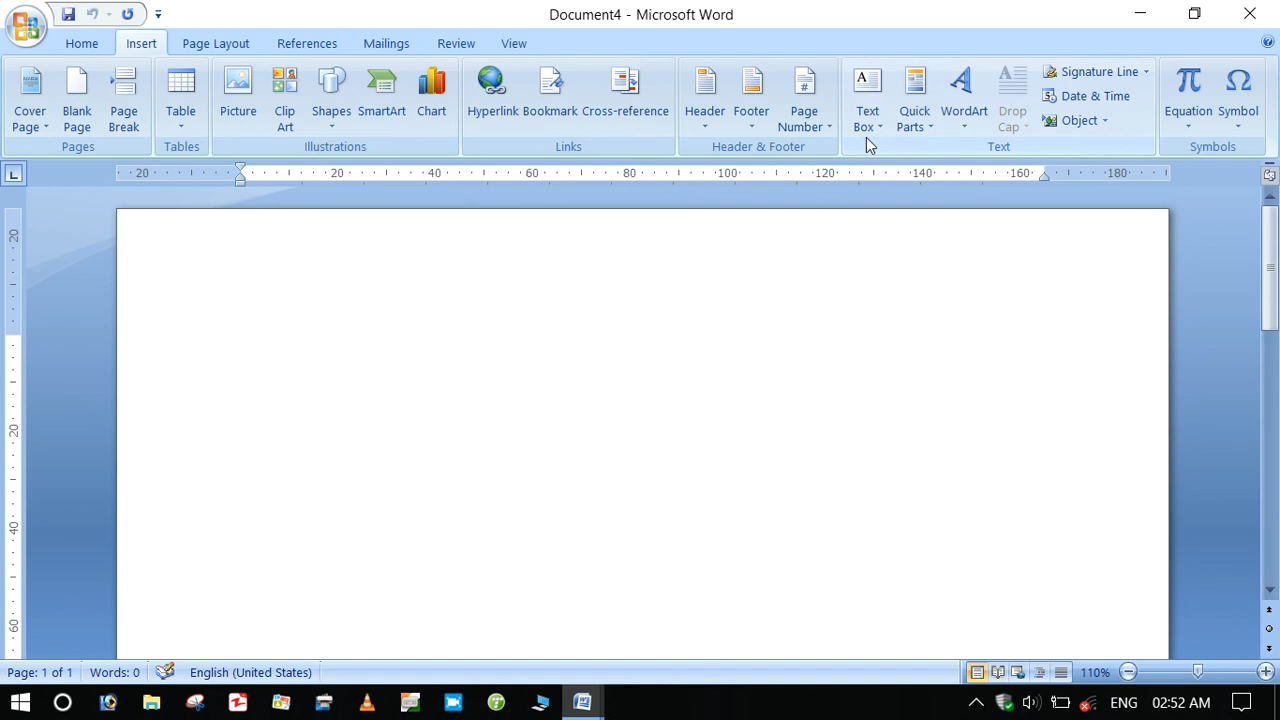 Document4 - Microsoft Word
Home Insert Page Layout References Mailings Review View
Cover Page
Blank Page
Page Break
Pages
Table
Tables
Picture
Clip Art
Shapes
SmartArt
Chart
Illustrations
Hyperlink
Bookmark
Cross-reference
Links
Header
Footer
Page Number
Header & Footer
Text Box
Quick Parts
WordArt
Drop Cap
Signature Line
Date & Time
Object
Text
Equation
Symbol
Symbols
20 20 40 60 80 100 120 140 160 180
20
20
40
60
Page: 1 of 1 Words: 0 English (United States) 110%
ENG 02:52 AM